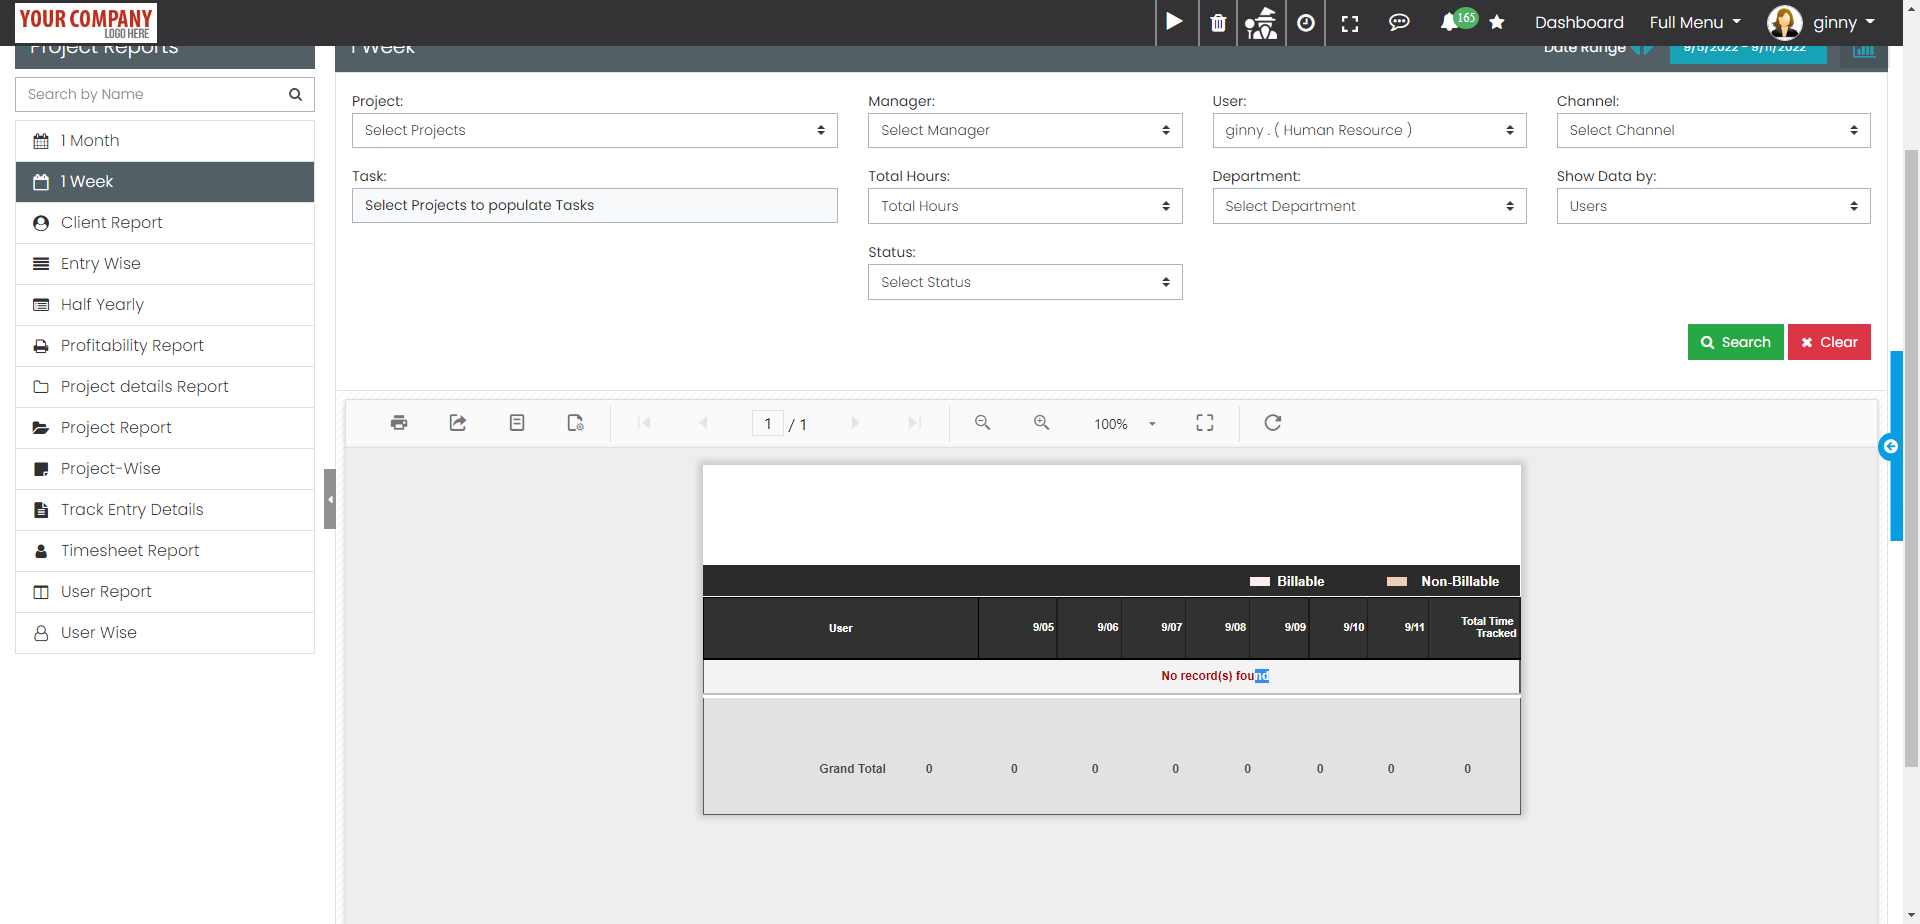 YOUR COMPANY
LOGO HERE
165
Dashboard
Full Menu
ginny
Project Reports
1 Week
Date Range
9/5/2022 - 9/11/2022
Search by Name
1 Month
1 Week
Client Report
Entry Wise
Half Yearly
Profitability Report
Project details Report
Project Report
Project-Wise
Track Entry Details
Timesheet Report
User Report
User Wise
Project:
Manager:
User:
Channel:
Select Projects
Select Manager
ginny . ( Human Resource )
Select Channel
Task:
Total Hours:
Department:
Show Data by:
Select Projects to populate Tasks
Total Hours
Select Department
Users
Status:
Select Status
Search
Clear
1 / 1
100%
Billable
Non-Billable
User 9/05 9/06 9/07 9/08 9/09 9/10 9/11 Total Time
Tracked
No record(s) found
Grand Total 0 0 0 0 0 0 0 0